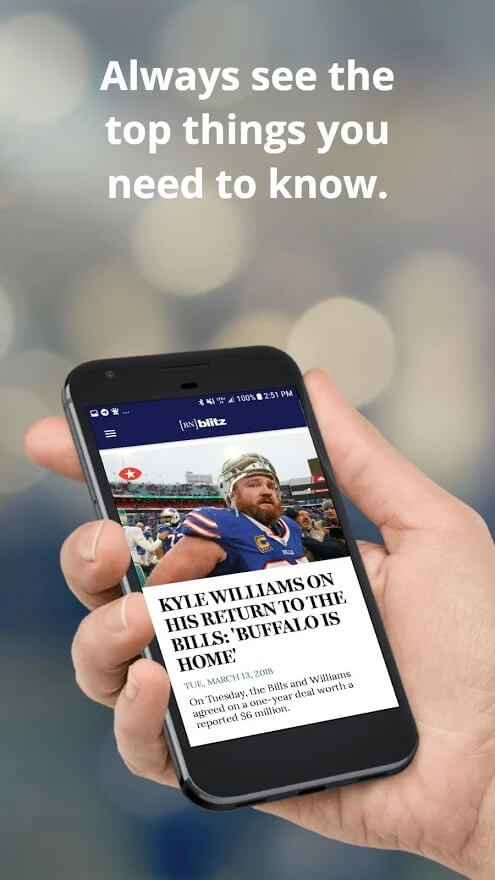 Always see the
top things you
need to know.
100% 2:51 PM
[BN] blitz
BILLS
KYLE WILLIAMS ON
HIS RETURN TO THE
BILLS: 'BUFFALO IS
HOME'
TUE, MARCH 13, 2018
On Tuesday, the Bills and Williams
agreed on a one-year deal worth a
reported $6 million.